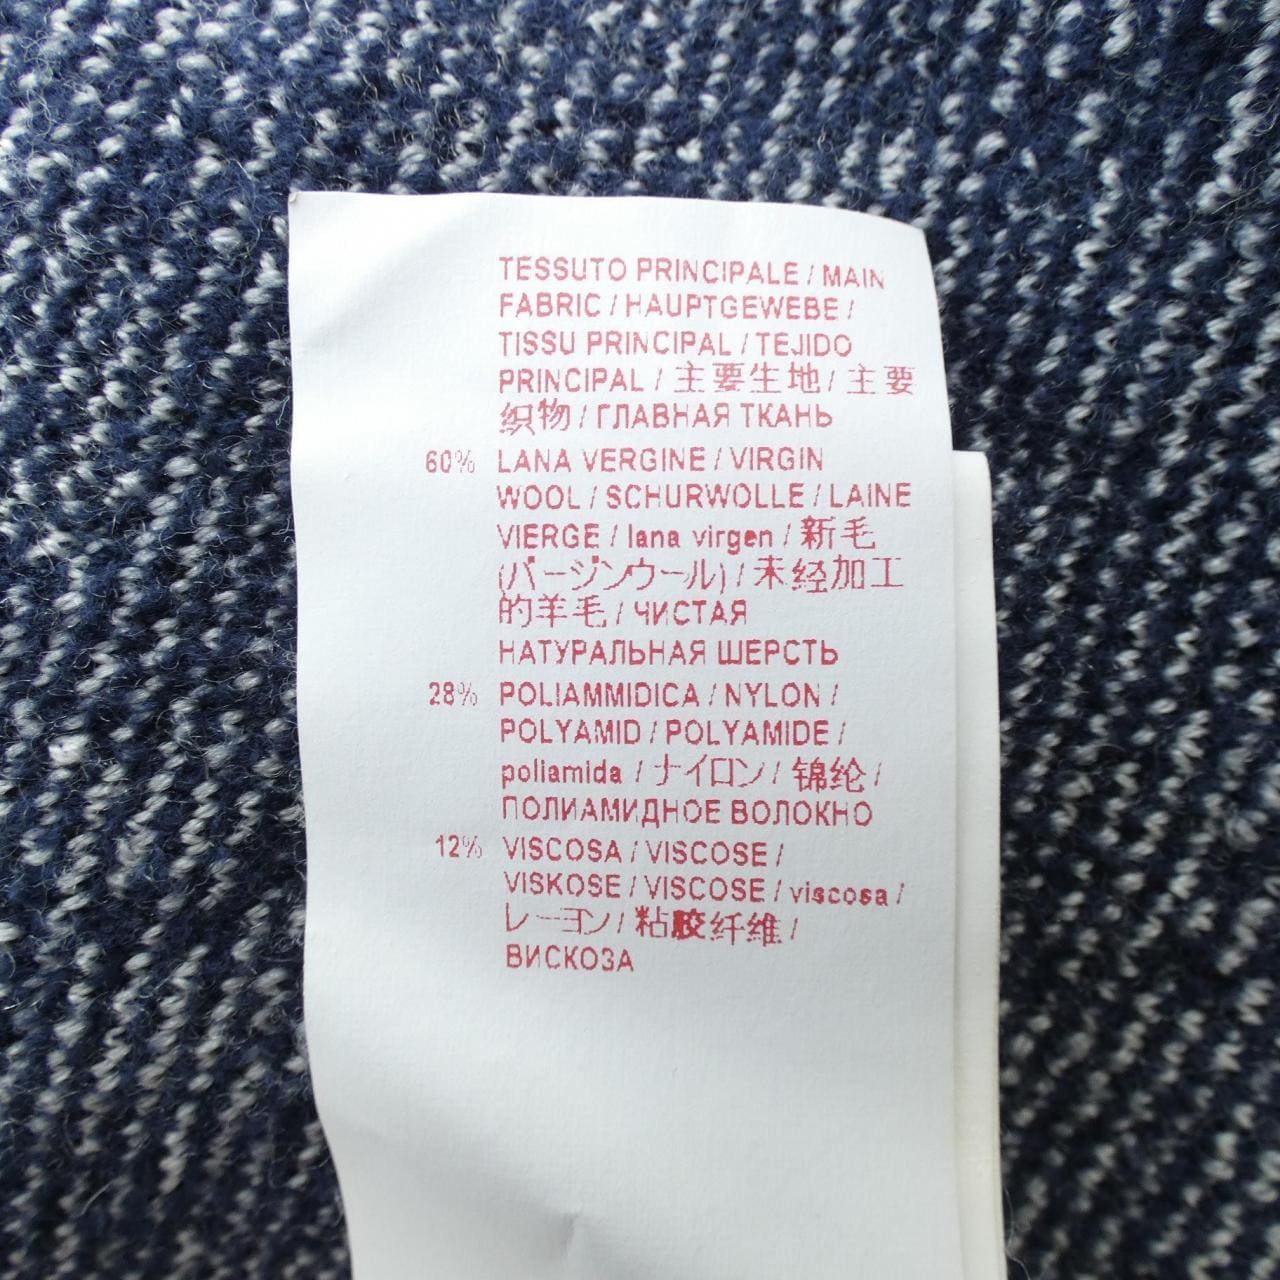 TESSUTO PRINCIPALE / MAIN
FABRIC / HAUPTGEWEBE /
TISSU PRINCIPAL / TEJIDO
PRINCIPAL / 主要生地 / 主要
织物 / ГЛАВНАЯ ТКАНЬ
60% LANA VERGINE / VIRGIN
WOOL / SCHURWOLLE / LAINE
VIERGE / lana virgen / 新毛
(バージンウール) / 未经加工
的羊毛 / ЧИСТАЯ
НАТУРАЛЬНАЯ ШЕРСТЬ
28% POLIAMMIDICA / NYLON /
POLYAMID / POLYAMIDE /
poliamida / ナイロン / 锦纶 /
ПОЛИАМИДНОЕ ВОЛОКНО
12% VISCOSA / VISCOSE /
VISKOSE / VISCOSE / viscosa /
レーヨン / 粘胶纤维 /
ВИСКОЗА